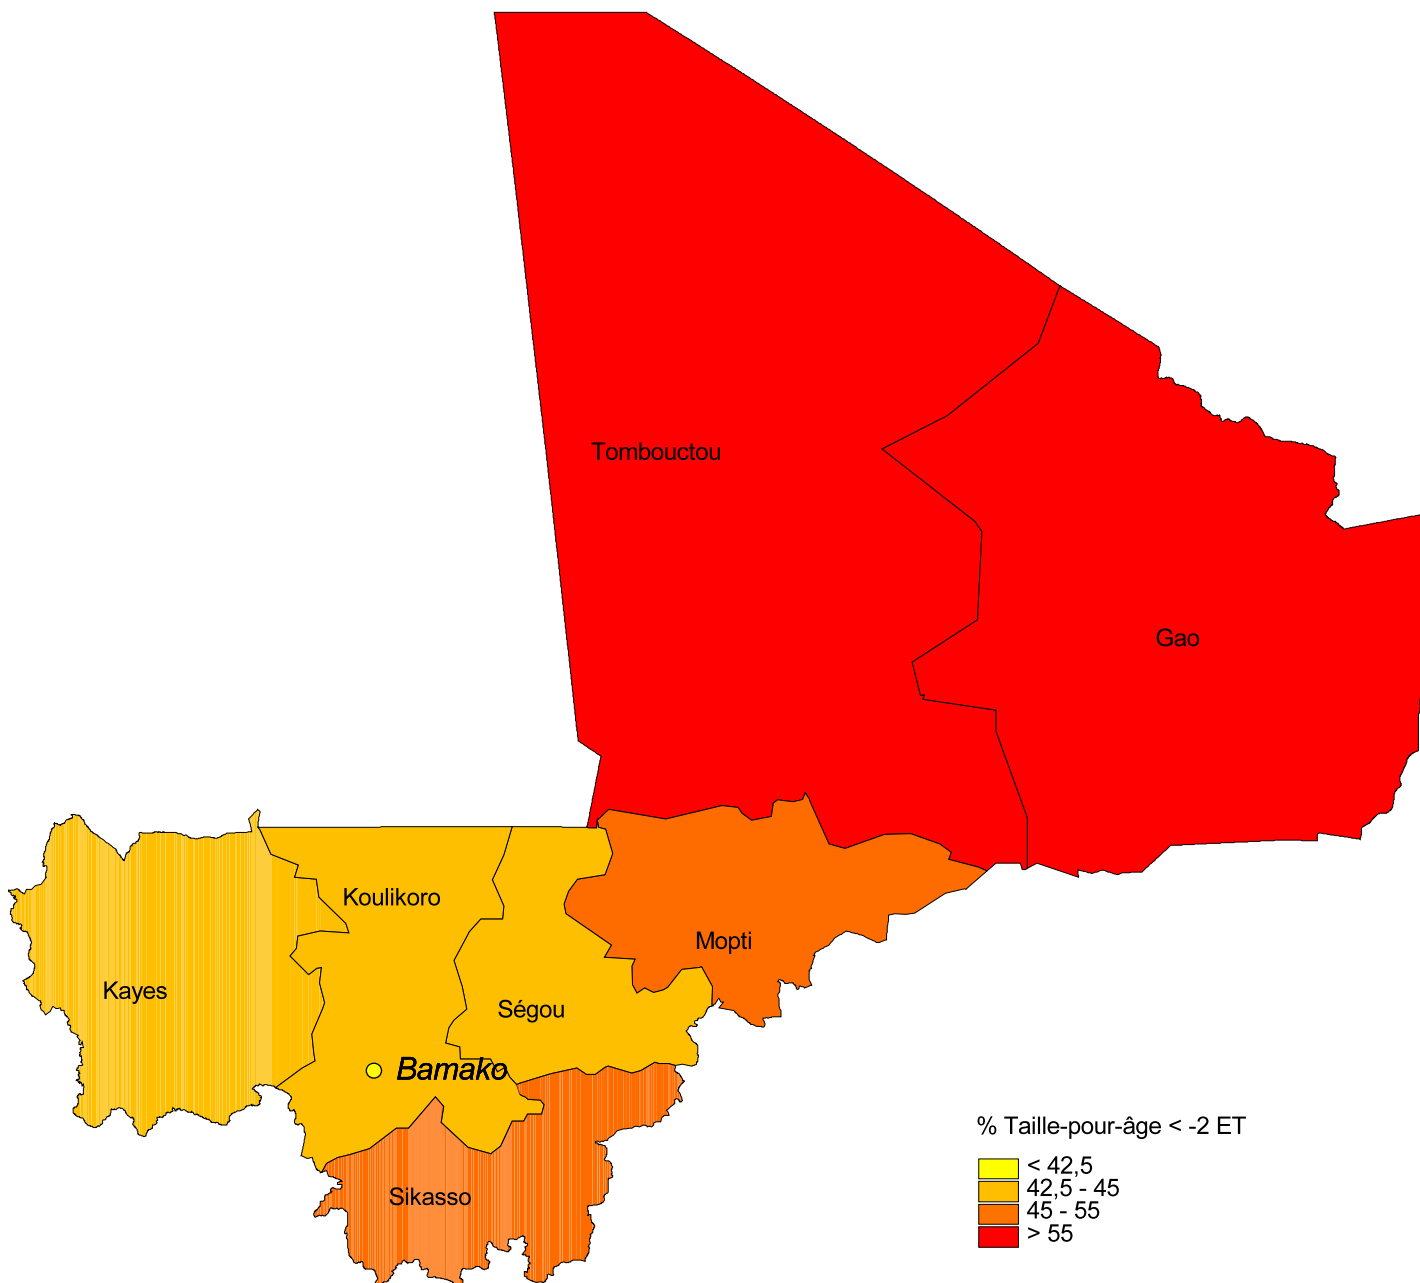 Tombouctou
Gao
Koulikoro
Mopti
Kayes
Ségou
Bamako
Sikasso
% Taille-pour-âge < -2 ET
< 42,5
42,5 - 45
45 - 55
> 55